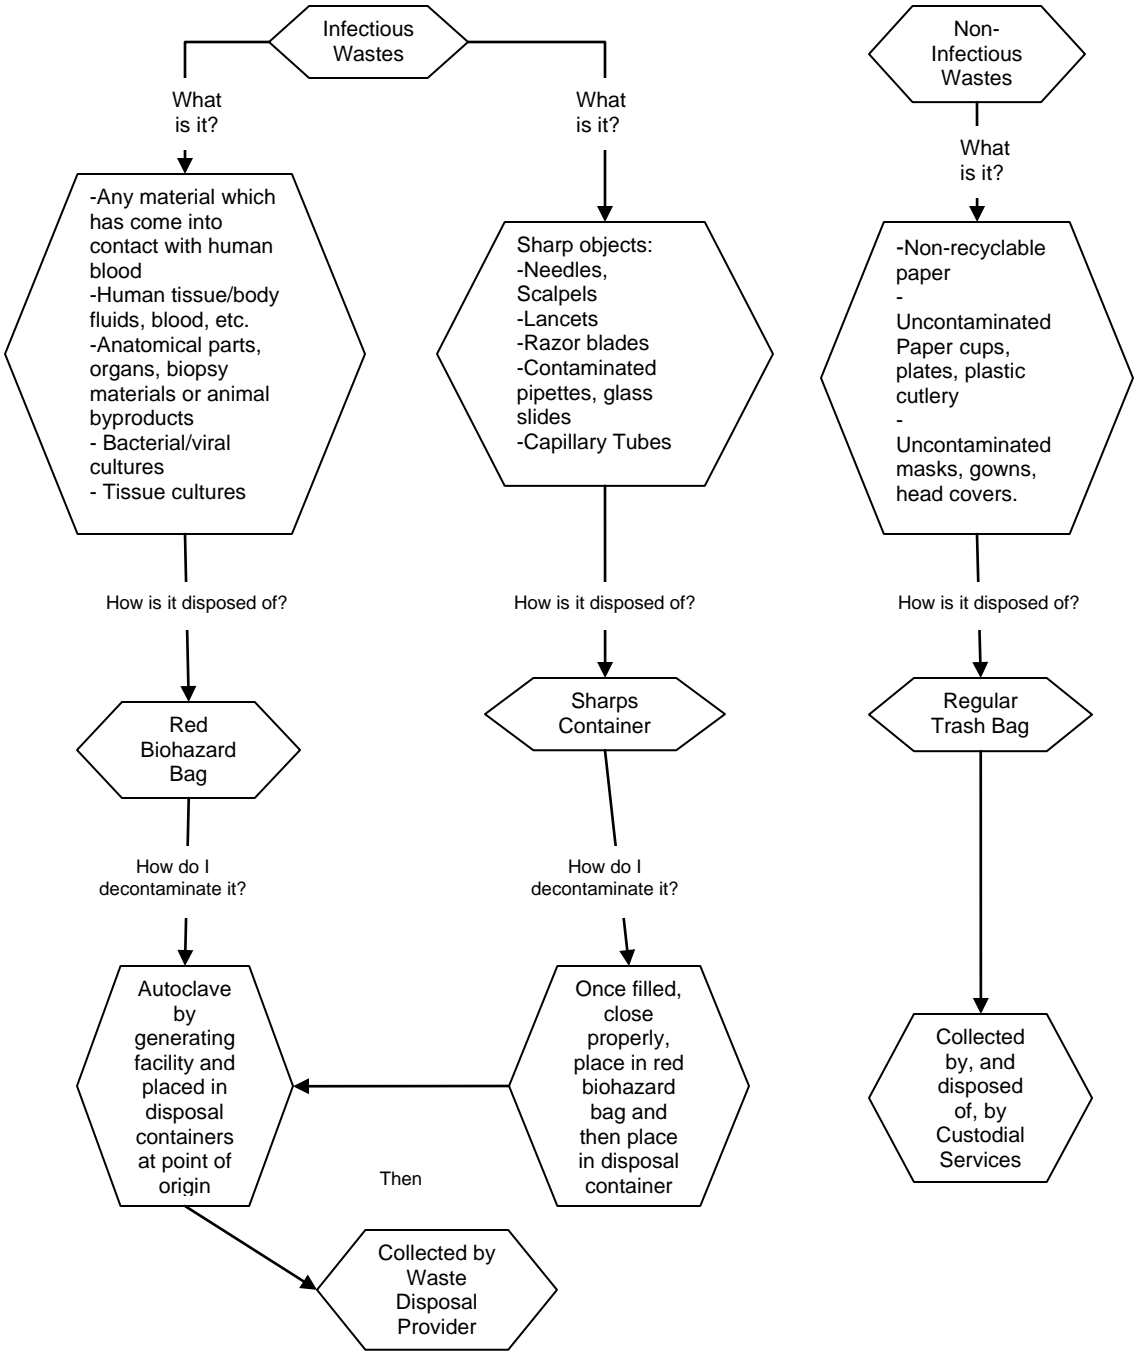 Infectious
Wastes
Non-
Infectious
Wastes
What
is it?
What
is it?
What
is it?
-Any material which
has come into
contact with human
blood
-Human tissue/body
fluids, blood, etc.
-Anatomical parts,
organs, biopsy
materials or animal
byproducts
- Bacterial/viral
cultures
- Tissue cultures
Sharp objects:
-Needles,
Scalpels
-Lancets
-Razor blades
-Contaminated
pipettes, glass
slides
-Capillary Tubes
-Non-recyclable
paper
-
Uncontaminated
Paper cups,
plates, plastic
cutlery
-
Uncontaminated
masks, gowns,
head covers.
How is it disposed of?
How is it disposed of?
How is it disposed of?
Red
Biohazard
Bag
Sharps
Container
Regular
Trash Bag
How do I
decontaminate it?
How do I
decontaminate it?
Autoclave
by
generating
facility and
placed in
disposal
containers
at point of
origin
Once filled,
close
properly,
place in red
biohazard
bag and
then place
in disposal
container
Collected
by, and
disposed
of, by
Custodial
Services
Then
Collected by
Waste
Disposal
Provider